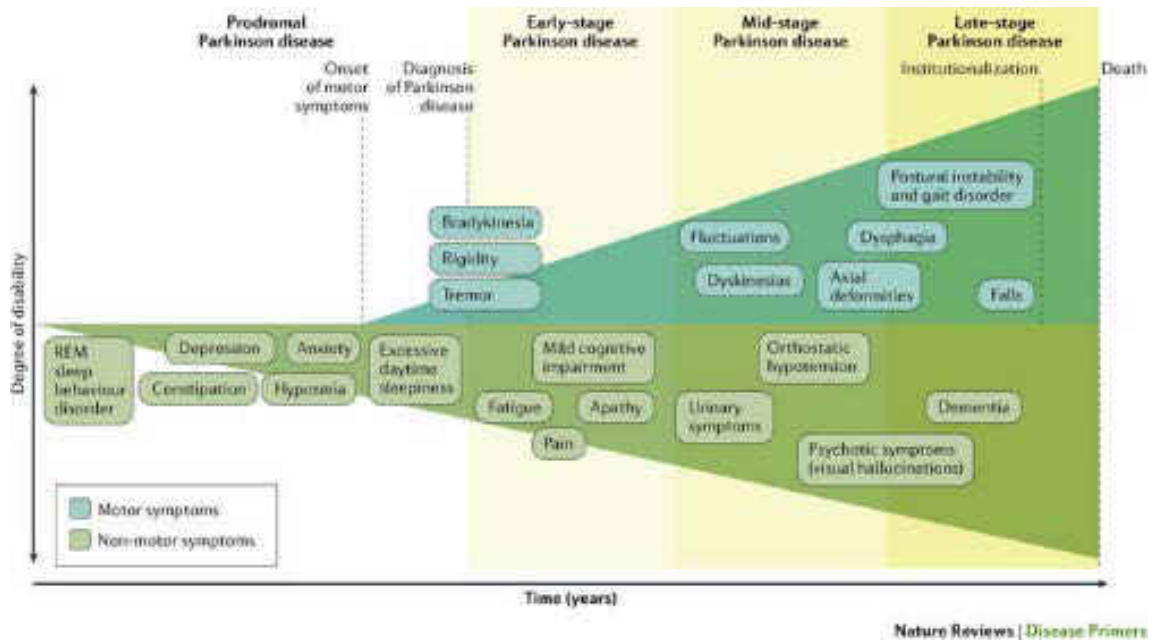 Prodromal
Parkinson disease
Early-stage
Parkinson disease
Mid-stage
Parkinson disease
Late-stage
Parkinson disease
Onset
of motor
symptoms
Diagnosis
of Parkinson
disease
Institutionalization
Death
Degree of disability
Postural instability
and gait disorder
Bradykinesia
Rigidity
Tremor
Fluctuations
Dysphagia
Dyskinesias
Axial
deformities
Falls
REM
sleep
behaviour
disorder
Depression
Anxiety
Constipation
Hyposmia
Excessive
daytime
sleepiness
Mild cognitive
impairment
Fatigue
Apathy
Pain
Orthostatic
hypotension
Urinary
symptoms
Dementia
Psychotic symptoms
(visual hallucinations)
Motor symptoms
Non-motor symptoms
Time (years)
Nature Reviews | Disease Primers